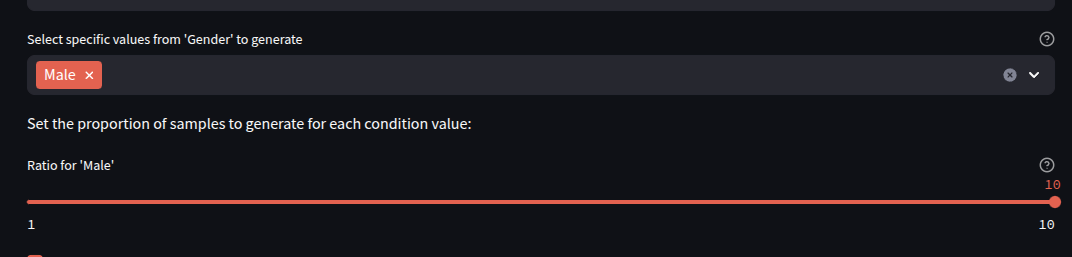 Select specific values from 'Gender' to generate
Male ×
Set the proportion of samples to generate for each condition value:
Ratio for 'Male'
10
1 10